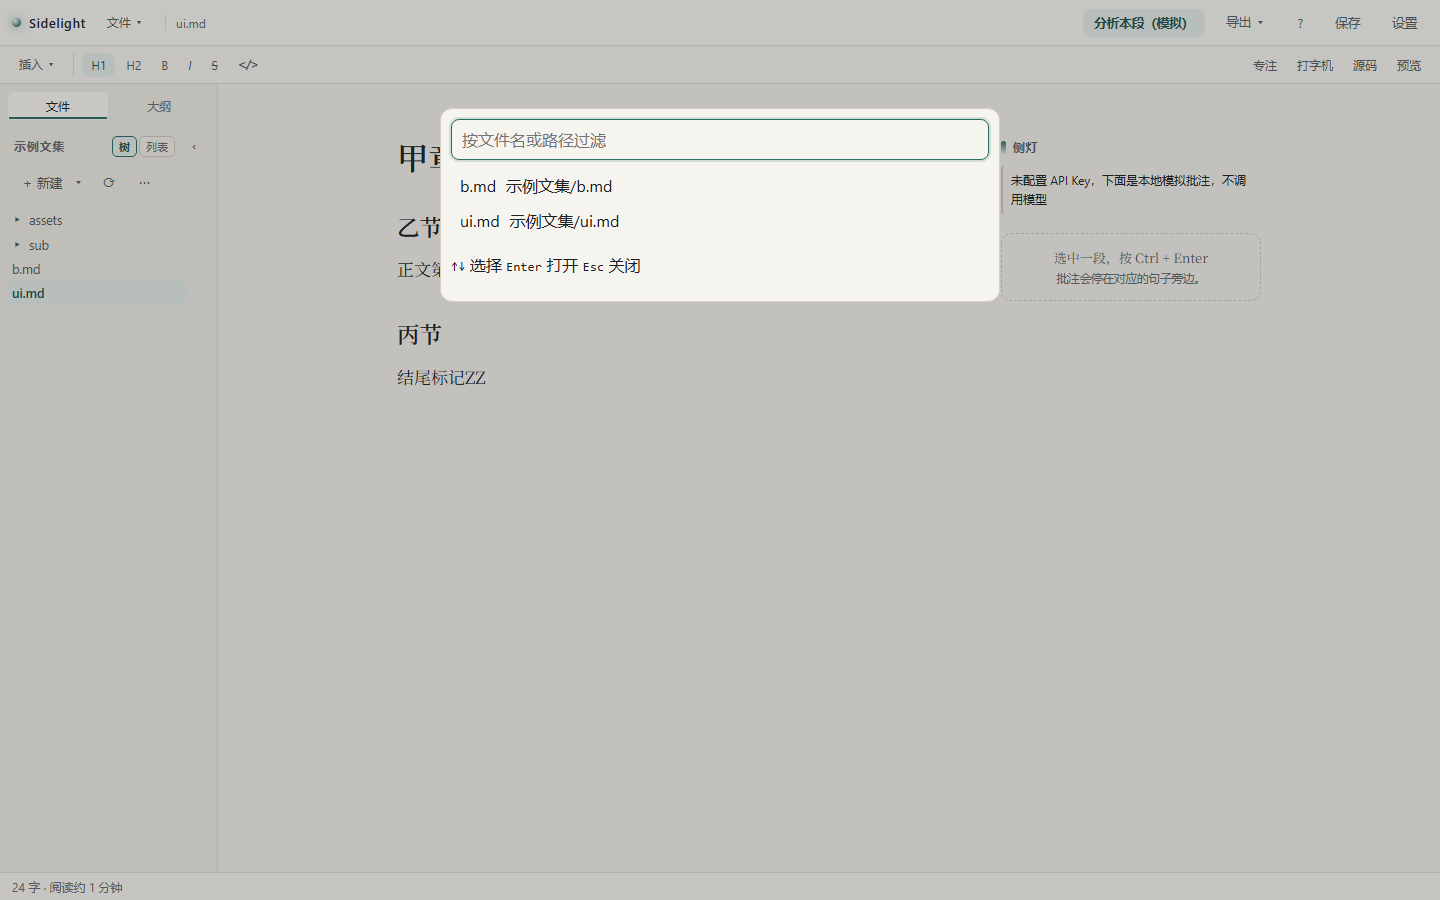 Sidelight 文件 ui.md 分析本段（模拟） 导出 ? 保存 设置
插入 H1 H2 B I S </> 专注 打字机 源码 预览
文件 大纲
示例文集 树 列表
+ 新建 ...
assets
sub
b.md
ui.md
按文件名或路径过滤
b.md 示例文集/b.md
ui.md 示例文集/ui.md
↑↓ 选择 Enter 打开 Esc 关闭
甲
乙节
正文
丙节
结尾标记ZZ
侧灯
未配置 API Key，下面是本地模拟批注，不调
用模型
选中一段，按 Ctrl + Enter
批注会停在对应的句子旁边。
24 字 · 阅读约 1 分钟